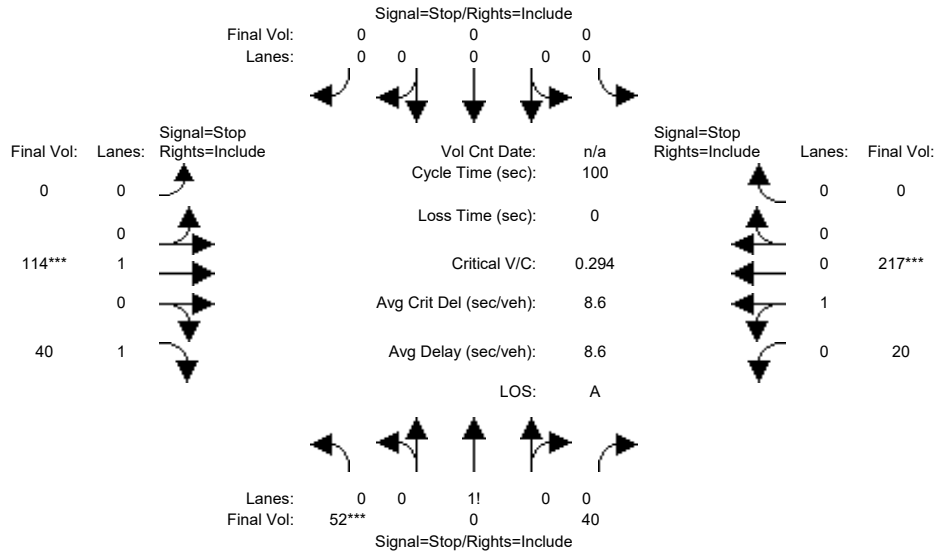 Signal=Stop/Rights=Include
Final Vol: 0 0 0
Lanes: 0 0 0 0 0
Signal=Stop
Final Vol: Lanes: Rights=Include
Vol Cnt Date: n/a
Signal=Stop
Rights=Include Lanes: Final Vol:
Cycle Time (sec): 100
0 0
0 0
Loss Time (sec): 0
0
0
114*** 1
Critical V/C: 0.294
0 217***
0
Avg Crit Del (sec/veh): 8.6
1
40 1
Avg Delay (sec/veh): 8.6
0 20
LOS: A
Lanes: 0 0 1! 0 0
Final Vol: 52*** 0 40
Signal=Stop/Rights=Include